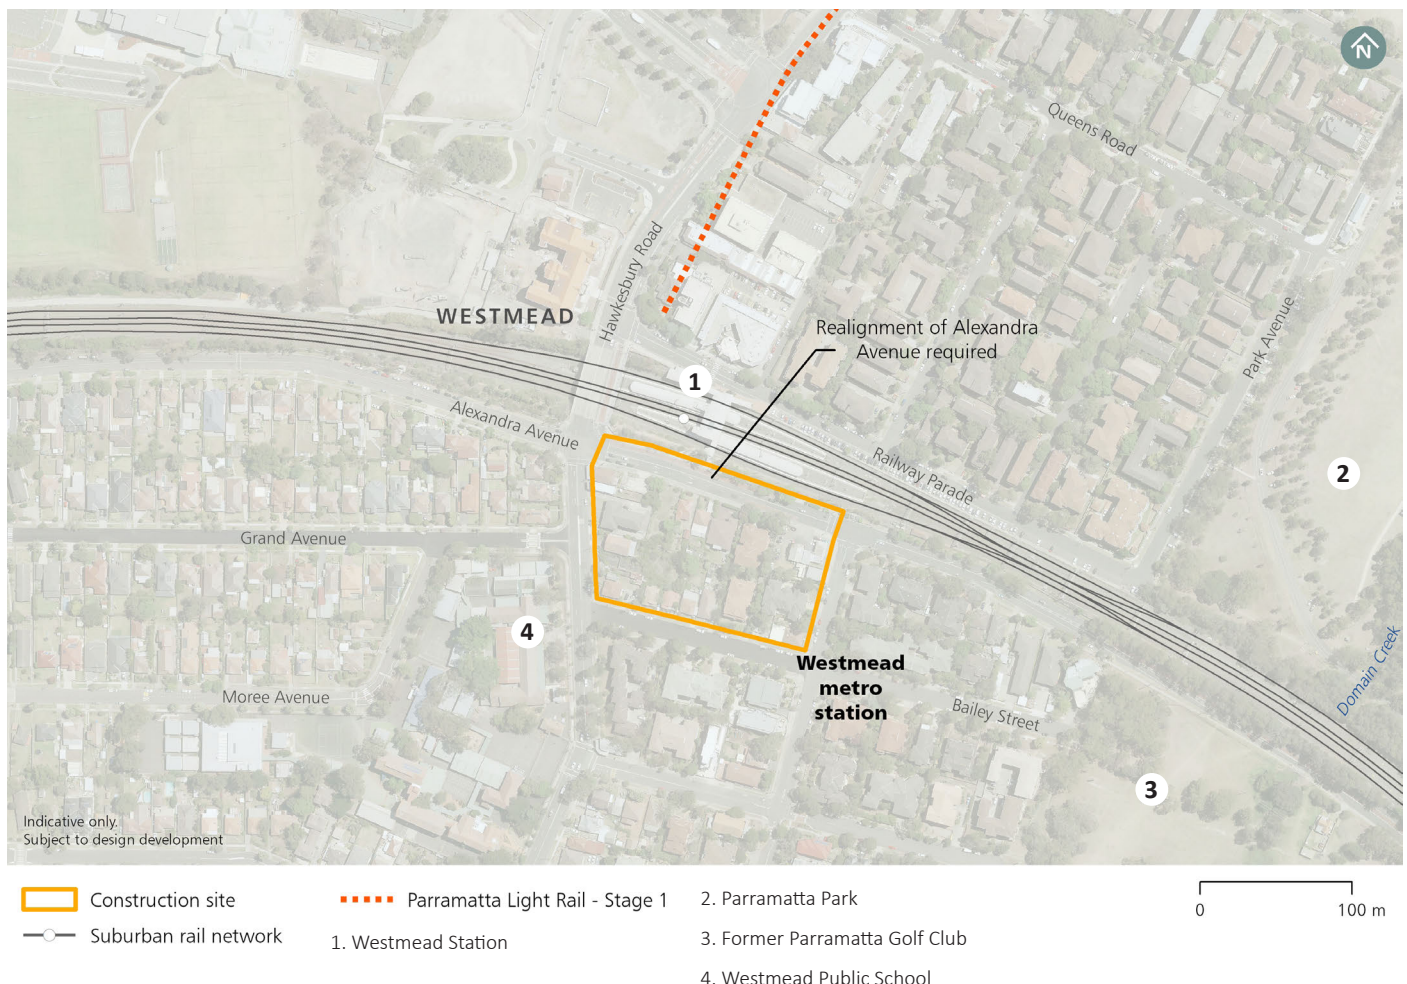 N
Queens Road
Hawkesbury Road
WESTMEAD
Realignment of Alexandra
Avenue required
Park Avenue
1
Alexandra Avenue
Railway Parade
2
Grand Avenue
4
Domain Creek
Westmead
metro
station
Moree Avenue
Bailey Street
3
Indicative only.
Subject to design development
Construction site
Suburban rail network
Parramatta Light Rail - Stage 1
1. Westmead Station
2. Parramatta Park
3. Former Parramatta Golf Club
4. Westmead Public School
0 100 m